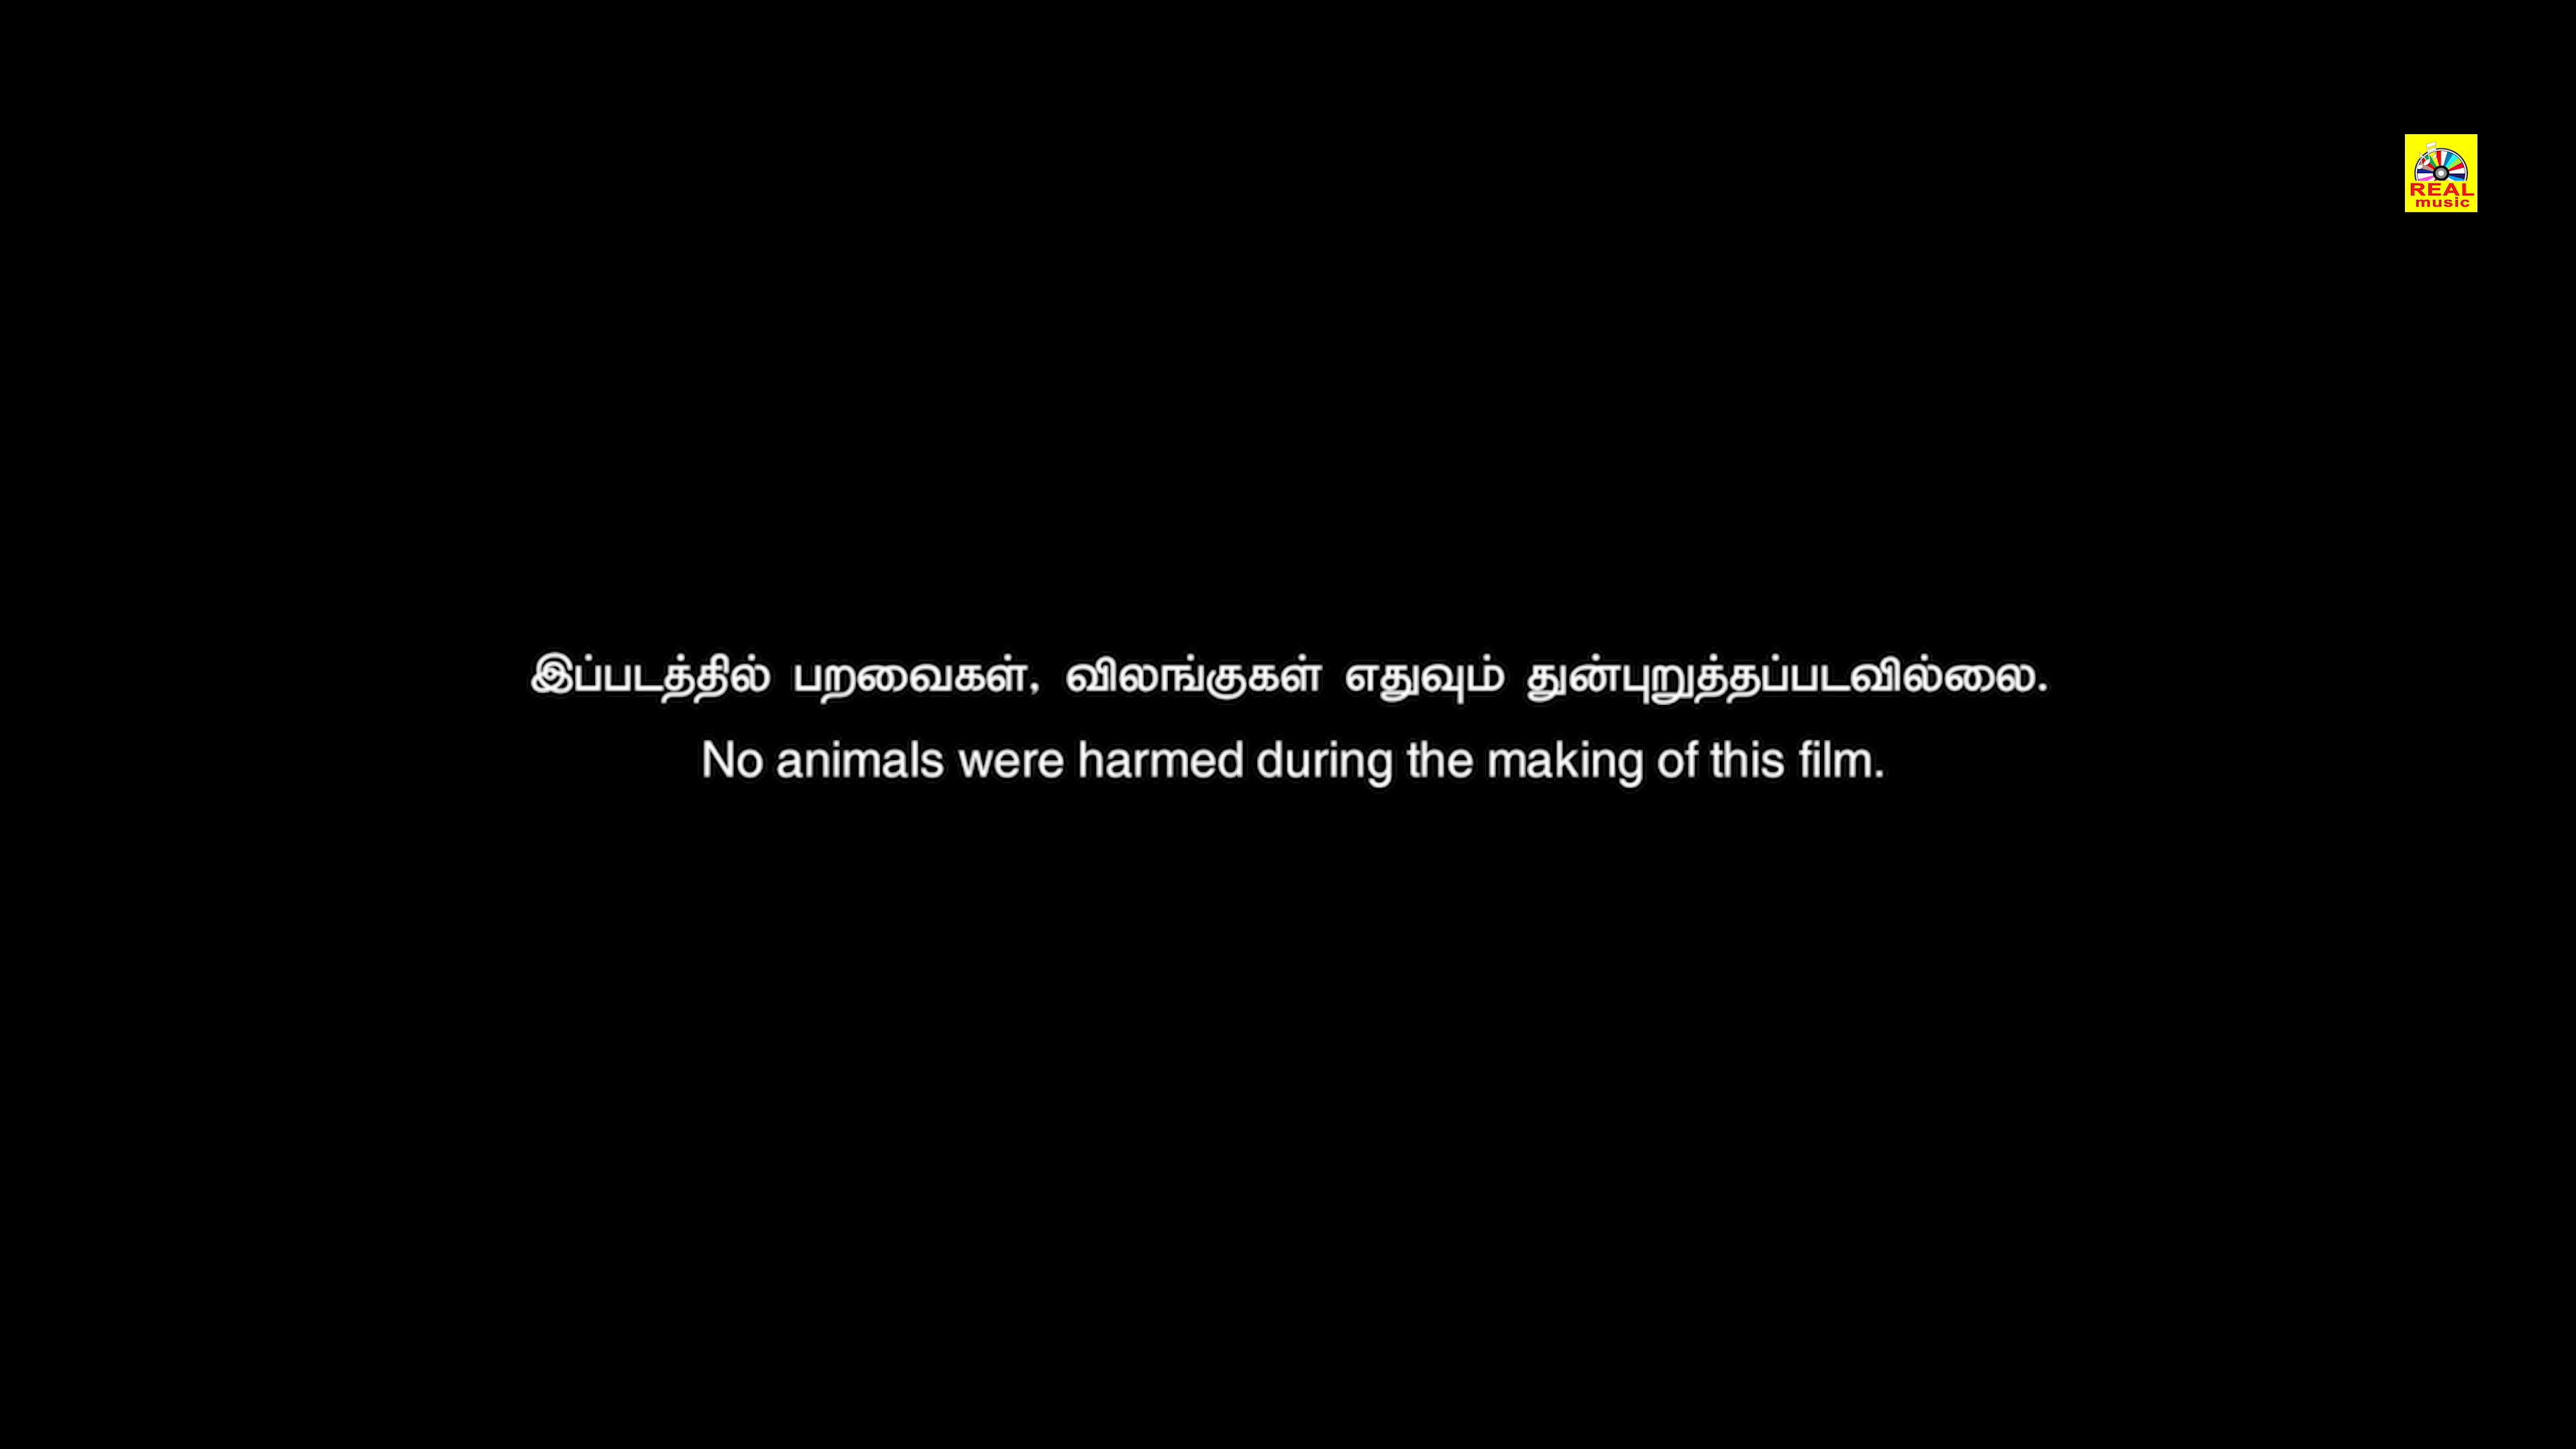 REAL
music
இப்படத்தில் பறவைகள், விலங்குகள் எதுவும் துன்புறுத்தப்படவில்லை.
No animals were harmed during the making of this film.